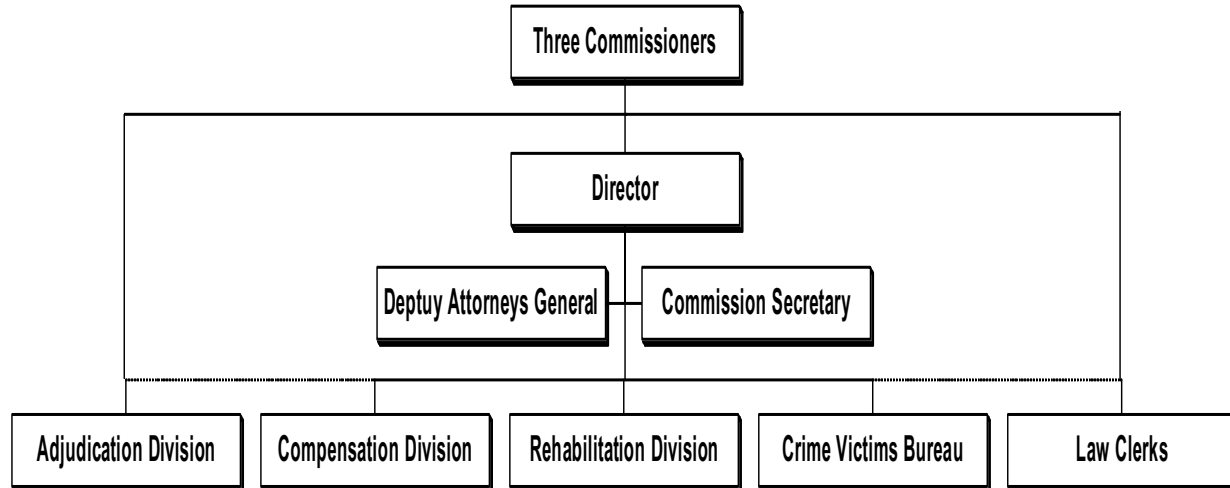 Three Commissioners
Director
Deptuy Attorneys General
Commission Secretary
Adjudication Division
Compensation Division
Rehabilitation Division
Crime Victims Bureau
Law Clerks